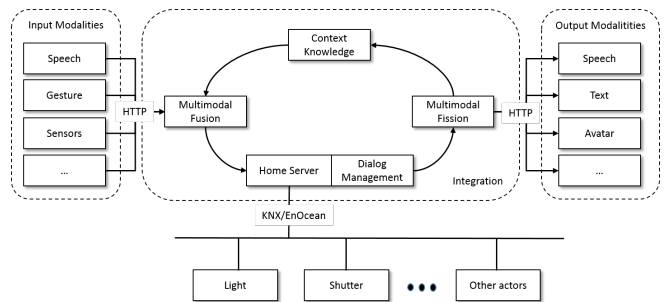 Input Modalities
Speech
Gesture
Sensors
...
HTTP
Context
Knowledge
Multimodal
Fusion
Multimodal
Fission
Home Server
Dialog
Management
Integration
HTTP
Output Modalitities
Speech
Text
Avatar
...
KNX/EnOcean
Light
Shutter
Other actors